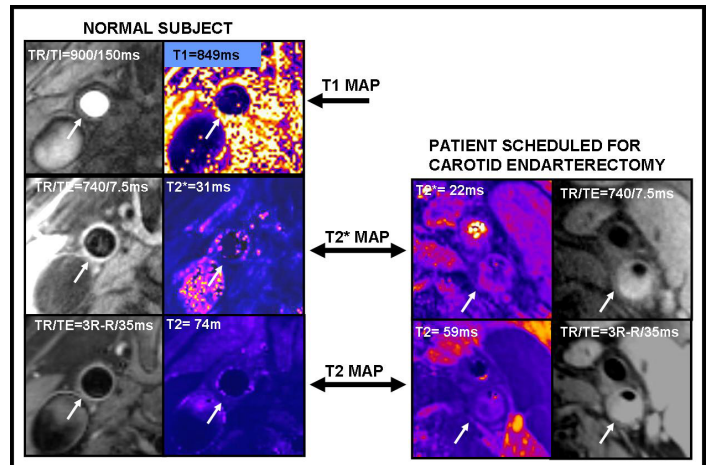 NORMAL SUBJECT
TR/TI=900/150ms
T1=849ms
T1 MAP
PATIENT SCHEDULED FOR
CAROTID ENDARTERECTOMY
TR/TE=740/7.5ms
T2*=31ms
T2* MAP
T2*= 22ms
TR/TE=740/7.5ms
TR/TE=3R-R/35ms
T2= 74m
T2 MAP
T2= 59ms
TR/TE=3R-R/35ms